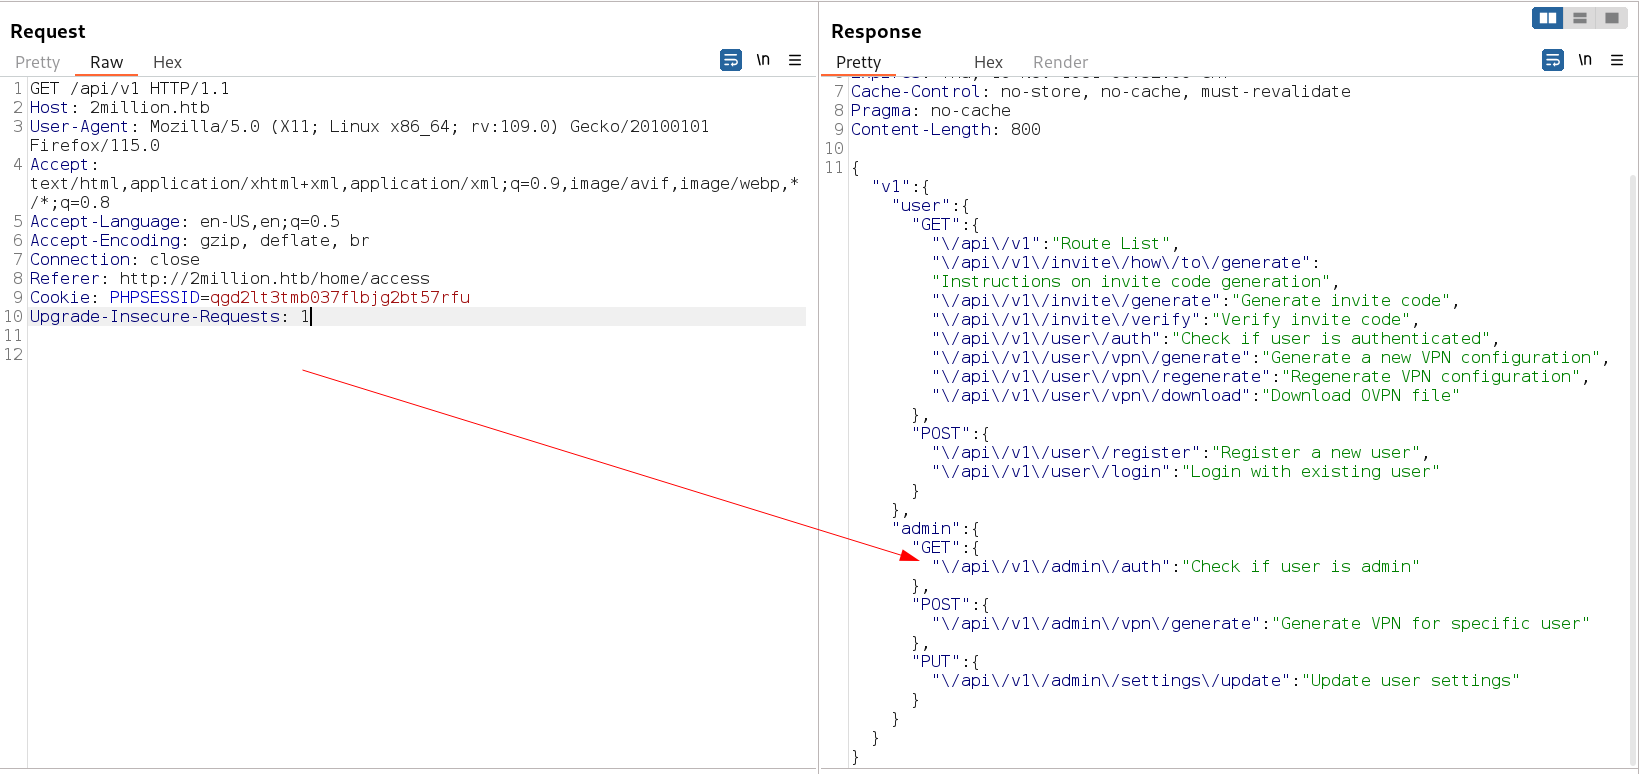 Request
Pretty Raw Hex
\n
1 GET /api/v1 HTTP/1.1
2 Host: 2million.htb
3 User-Agent: Mozilla/5.0 (X11; Linux x86_64; rv:109.0) Gecko/20100101
Firefox/115.0
4 Accept:
text/html,application/xhtml+xml,application/xml;q=0.9,image/avif,image/webp,*
/*;q=0.8
5 Accept-Language: en-US,en;q=0.5
6 Accept-Encoding: gzip, deflate, br
7 Connection: close
8 Referer: http://2million.htb/home/access
9 Cookie: PHPSESSID=qgd2lt3tmb037flbjg2bt57rfu
10 Upgrade-Insecure-Requests: 1
11
12
Response
Pretty Hex Render
\n
7 Cache-Control: no-store, no-cache, must-revalidate
8 Pragma: no-cache
9 Content-Length: 800
10
11 {
"v1":{
"user":{
"GET":{
"\/api\/v1":"Route List",
"\/api\/v1\/invite\/how\/to\/generate":
"Instructions on invite code generation",
"\/api\/v1\/invite\/generate":"Generate invite code",
"\/api\/v1\/invite\/verify":"Verify invite code",
"\/api\/v1\/user\/auth":"Check if user is authenticated",
"\/api\/v1\/user\/vpn\/generate":"Generate a new VPN configuration",
"\/api\/v1\/user\/vpn\/regenerate":"Regenerate VPN configuration",
"\/api\/v1\/user\/vpn\/download":"Download OVPN file"
},
"POST":{
"\/api\/v1\/user\/register":"Register a new user",
"\/api\/v1\/user\/login":"Login with existing user"
}
},
"admin":{
"GET":{
"\/api\/v1\/admin\/auth":"Check if user is admin"
},
"POST":{
"\/api\/v1\/admin\/vpn\/generate":"Generate VPN for specific user"
},
"PUT":{
"\/api\/v1\/admin\/settings\/update":"Update user settings"
}
}
}
}